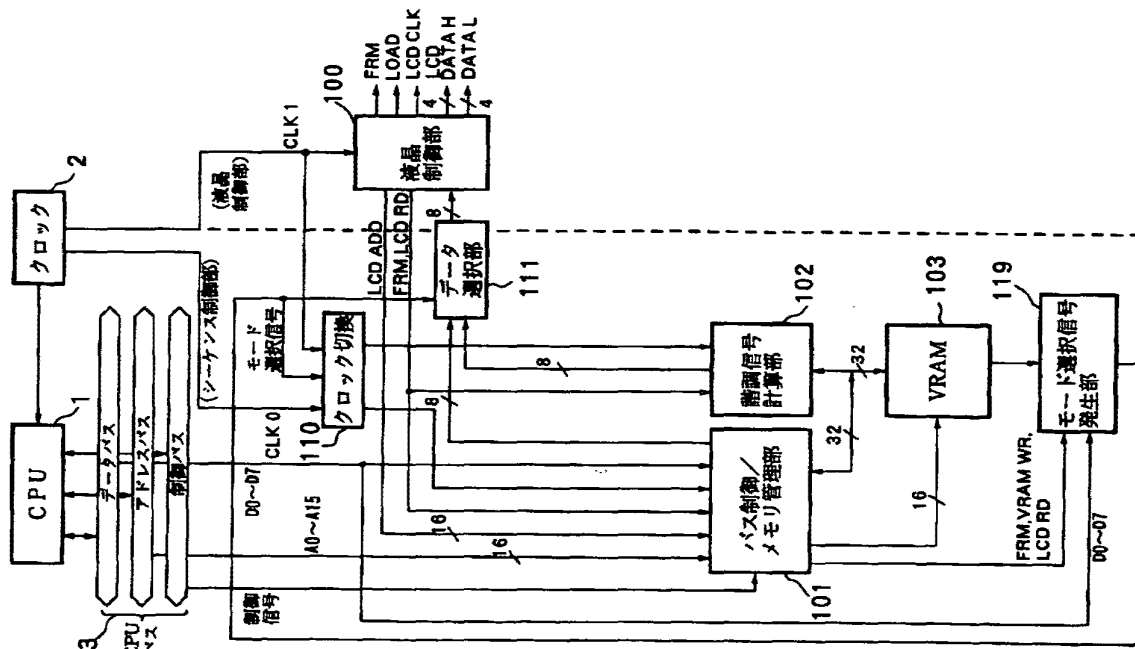 CPU
1
クロック
2
データバス
アドレスバス
制御バス
3
CPU
バス
(シーケンス制御部)
(液晶
制御部)
CLK 1
100
液晶
制御部
FRM
LOAD
LCD CLK
LCD
DATA H
DATA L
4
4
D0〜D7
モード
選択信号
CLK 0
クロック切換
110
LCD ADD
FRM,LCD RD
データ
選択部
111
8
8
8
A0〜A15
制御
信号
16
16
バス制御/
メモリ管理部
101
階調信号
計算部
102
32
32
VRAM
103
16
モード選択信号
発生部
119
FRM,VRAM WR,
LCD RD
D0〜D7